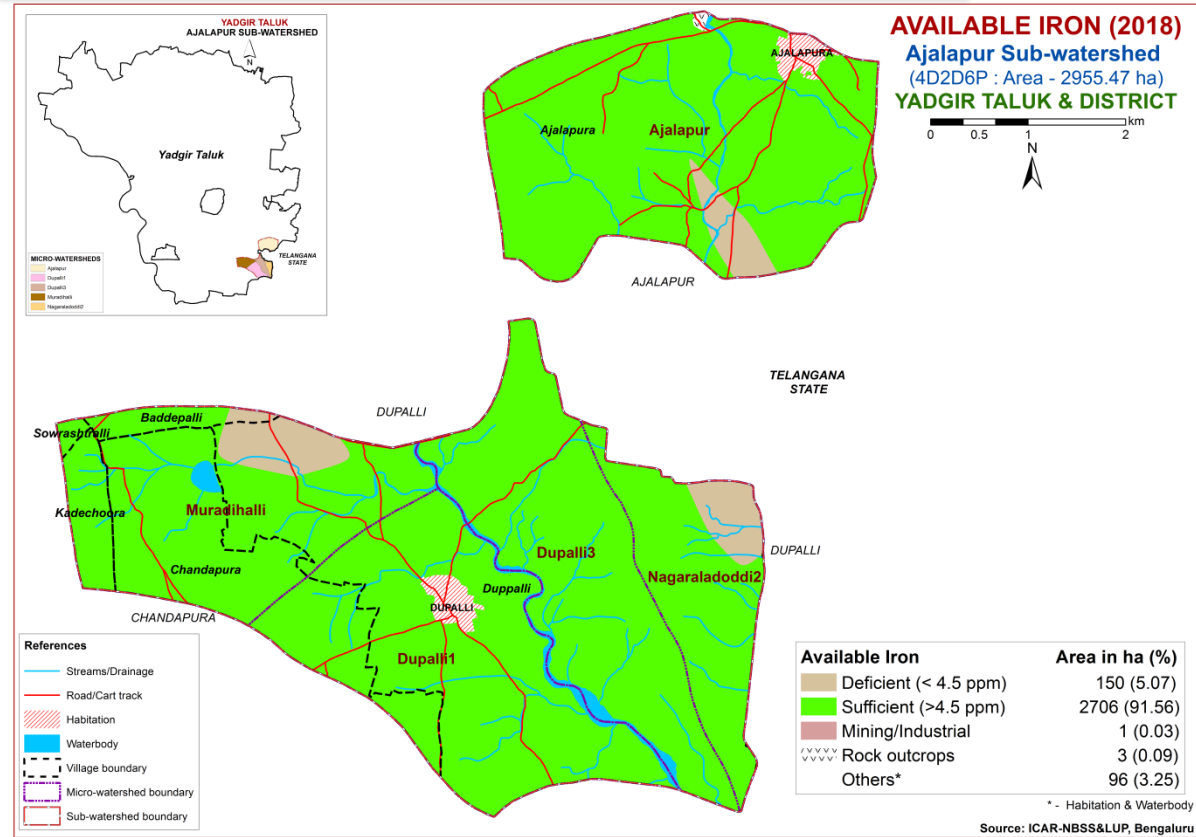 YADGIR TALUK
AJALAPUR SUB-WATERSHED
N
Yadgir Taluk
TELANGANA
STATE
MICRO-WATERSHEDS
Ajalapur
Dupalli1
Dupalli3
Muradihalli
Nagaraladoddi2
AVAILABLE IRON (2018)
Ajalapur Sub-watershed
(4D2D6P : Area - 2955.47 ha)
YADGIR TALUK & DISTRICT
km
0 0.5 1 2
N
AJALAPURA
Ajalapura
Ajalapur
AJALAPUR
TELANGANA
STATE
DUPALLI
Baddepalli
Sowrashtralli
Kadechoora
Muradihalli
Chandapura
CHANDAPURA
Dupalli3
Duppalli
DUPALLI
Dupalli1
Nagaraladoddi2
DUPALLI
References
Streams/Drainage
Road/Cart track
Habitation
Waterbody
Village boundary
Micro-watershed boundary
Sub-watershed boundary
Available Iron Area in ha (%)
Deficient (< 4.5 ppm) 150 (5.07)
Sufficient (>4.5 ppm) 2706 (91.56)
Mining/Industrial 1 (0.03)
Rock outcrops 3 (0.09)
Others* 96 (3.25)
* - Habitation & Waterbody
Source: ICAR-NBSS&LUP, Bengaluru